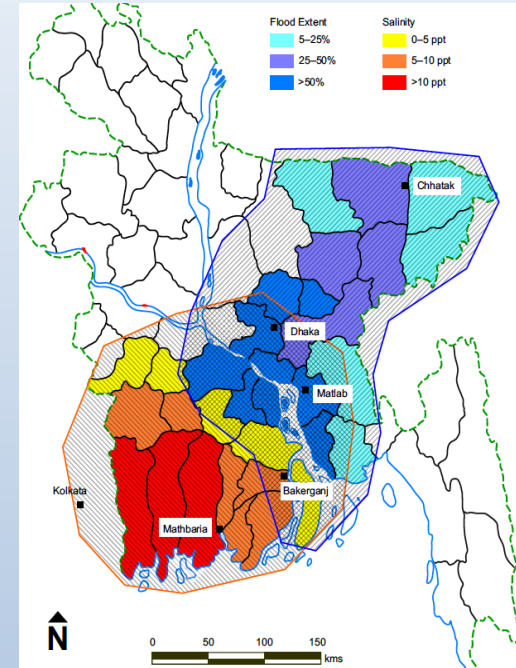 Flood Extent
5–25%
25–50%
>50%
Salinity
0–5 ppt
5–10 ppt
>10 ppt
Chhatak
Dhaka
Matlab
Kolkata
Bakerganj
Mathbaria
N
0 50 100 150
kms